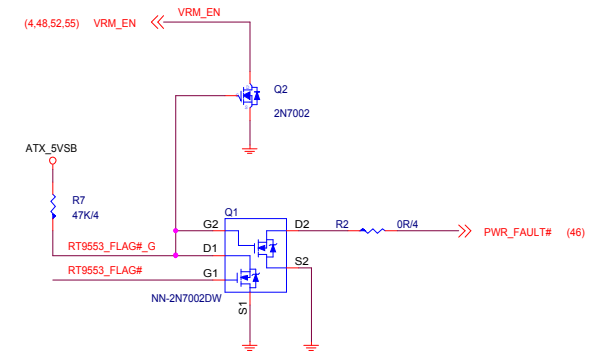 VRM_EN
(4,48,52,55) VRM_EN
Q2
2N7002
ATX_5VSB
R7
47K/4
Q1
G2
D2
R2
0R/4
PWR_FAULT# (46)
RT9553_FLAG#_G
D1
S2
RT9553_FLAG#
G1
NN-2N7002DW
S1